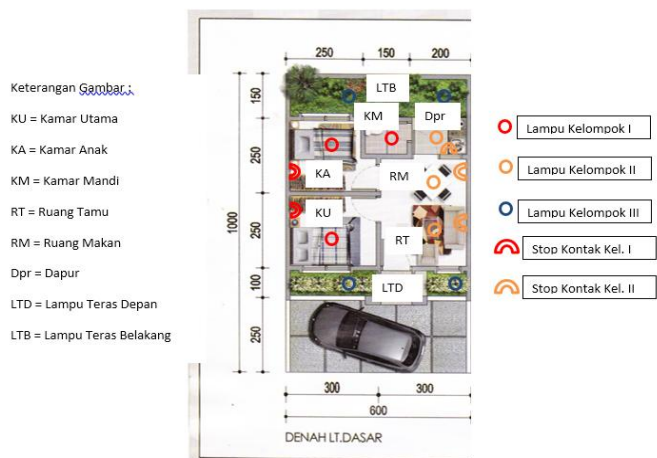 Keterangan Gambar :
KU = Kamar Utama
KA = Kamar Anak
KM = Kamar Mandi
RT = Ruang Tamu
RM = Ruang Makan
Dpr = Dapur
LTD = Lampu Teras Depan
LTB = Lampu Teras Belakang
250 150 200
150
250
250
100
250
1000
LTB
KM Dpr
KA RM
KU
RT
LTD
300 300
600
DENAH LT.DASAR
Lampu Kelompok I
Lampu Kelompok II
Lampu Kelompok III
Stop Kontak Kel. I
Stop Kontak Kel. II